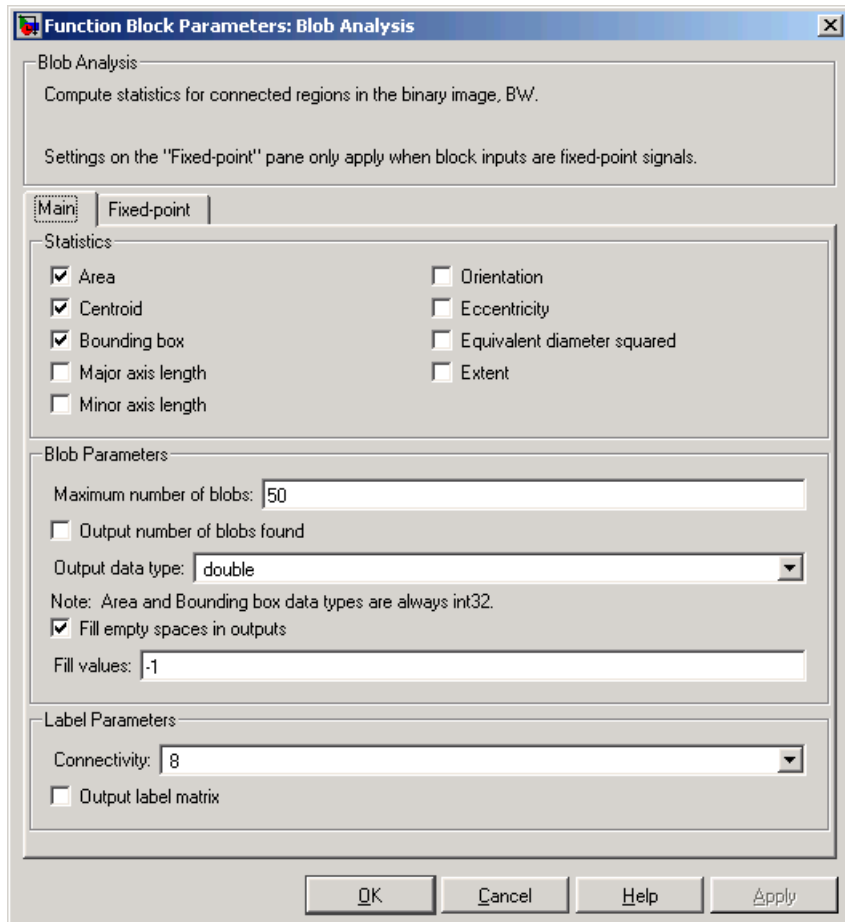 Function Block Parameters: Blob Analysis
Blob Analysis
Compute statistics for connected regions in the binary image, BW.
Settings on the "Fixed-point" pane only apply when block inputs are fixed-point signals.
Main Fixed-point
Statistics
Area Orientation
Centroid Eccentricity
Bounding box Equivalent diameter squared
Major axis length Extent
Minor axis length
Blob Parameters
Maximum number of blobs: 50
Output number of blobs found
Output data type: double
Note: Area and Bounding box data types are always int32.
Fill empty spaces in outputs
Fill values: -1
Label Parameters
Connectivity: 8
Output label matrix
OK Cancel Help Apply